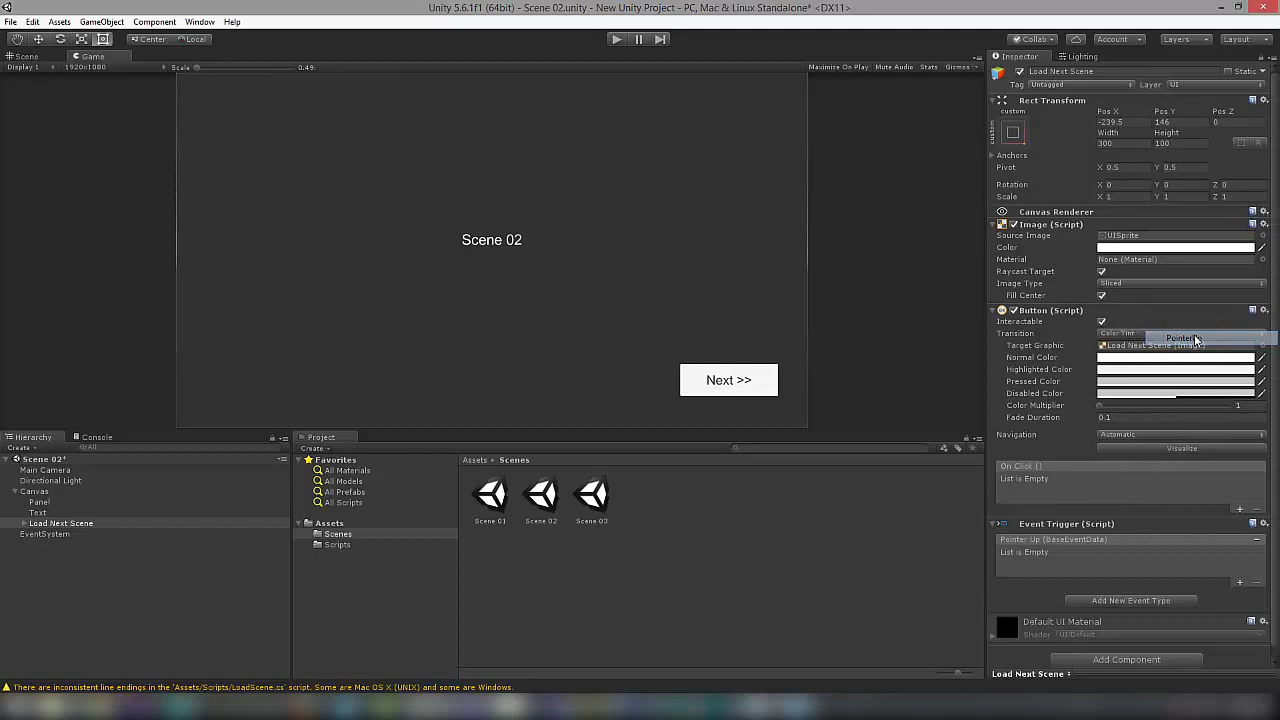 Unity 5.6.1f1 (64bit) - Scene 02.unity - New Unity Project - PC, Mac & Linux Standalone* <DX11>
File Edit Assets GameObject Component Window Help
Center Local Collab Account Layers Layout
Scene Game Inspector Lighting
Display 1 1920x1080 Scale 0.49 Maximize On Play Mute Audio Stats Gizmos
Load Next Scene Static
Tag Untagged Layer UI
Rect Transform
custom Pos X Pos Y Pos Z
custom -239.5 146 0
Width Height
300 100 R
Anchors
Pivot X 0.5 Y 0.5
Rotation X 0 Y 0 Z 0
Scale X 1 Y 1 Z 1
Canvas Renderer
Image (Script)
Source Image UISprite
Color
Material None (Material)
Raycast Target
Image Type Sliced
Fill Center
Button (Script)
Interactable
Transition Color Tint
Target Graphic Load Next Scene (Image)
Normal Color
Highlighted Color
Pressed Color
Disabled Color
Color Multiplier 1
Fade Duration 0.1
Navigation Automatic
Visualize
On Click ()
List is Empty
Event Trigger (Script)
Pointer Up (BaseEventData)
List is Empty
Add New Event Type
Default UI Material
Shader UI/Default
Add Component
Load Next Scene
Scene 02
Next >>
Hierarchy Console
Create All
Scene 02*
Main Camera
Directional Light
Canvas
Panel
Text
Load Next Scene
EventSystem
Project
Create
Favorites
All Materials
All Models
All Prefabs
All Scripts
Assets
Scenes
Scripts
Assets Scenes
Scene 01 Scene 02 Scene 03
There are inconsistent line endings in the 'Assets/Scripts/LoadScene.cs' script. Some are Mac OS X (UNIX) and some are Windows.